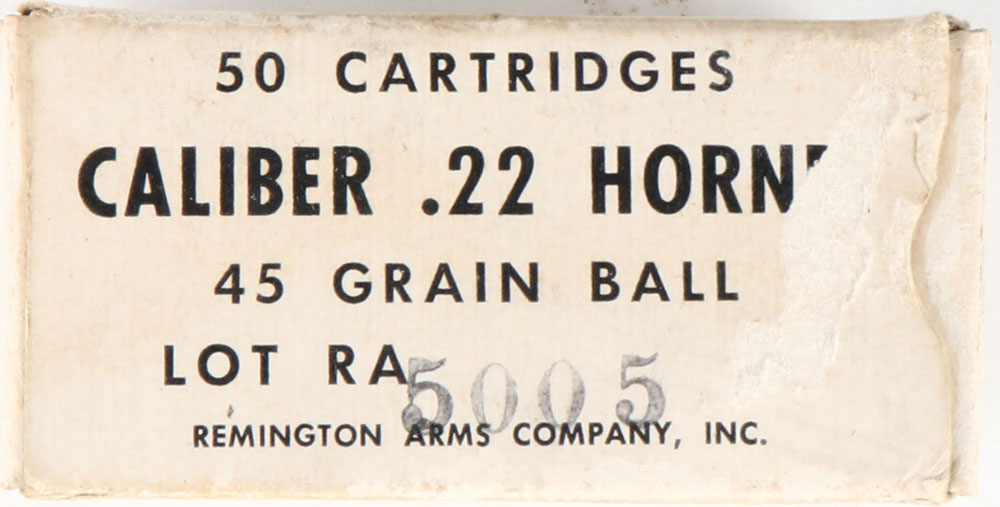 50 CARTRIDGES
CALIBER .22 HORN
45 GRAIN BALL
LOT RA 5005
REMINGTON ARMS COMPANY, INC.